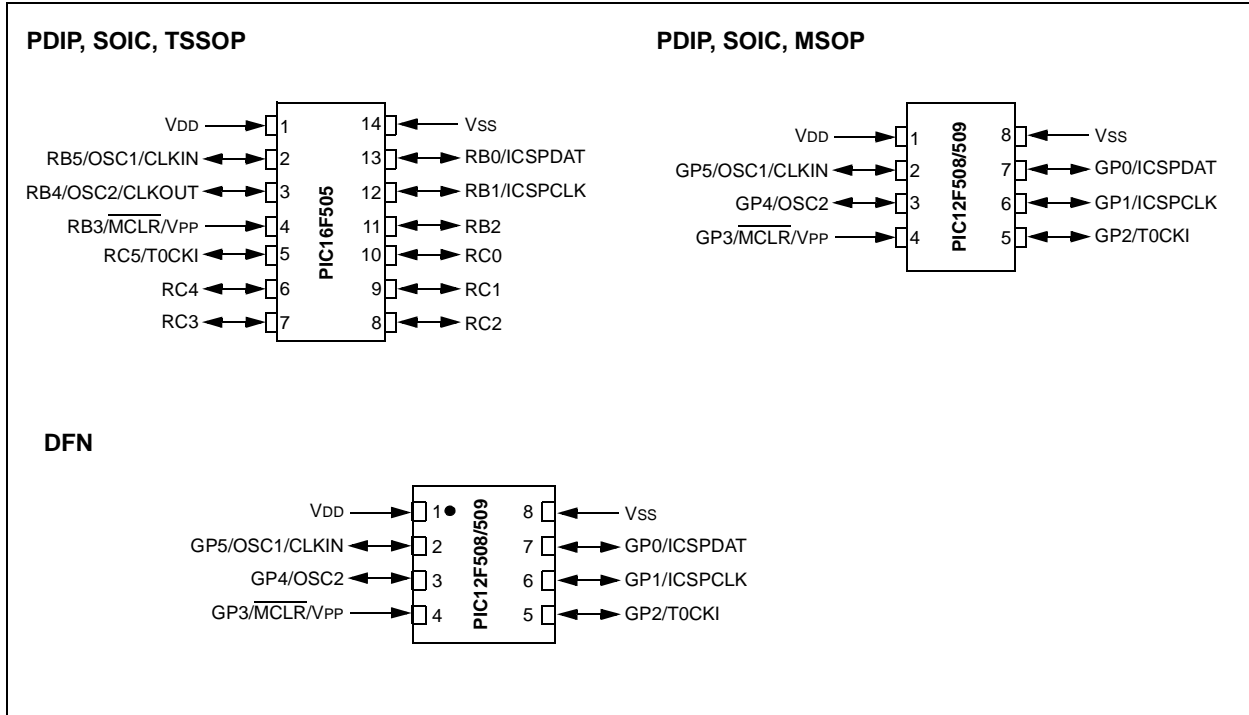 PDIP, SOIC, TSSOP
VDD 1 14 VSS
RB5/OSC1/CLKIN 2 13 RB0/ICSPDAT
RB4/OSC2/CLKOUT 3 12 RB1/ICSPCLK
RB3/MCLR/VPP 4 11 RB2
RC5/T0CKI 5 10 RC0
RC4 6 9 RC1
RC3 7 8 RC2
PIC16F505
PDIP, SOIC, MSOP
VDD 1 8 VSS
GP5/OSC1/CLKIN 2 7 GP0/ICSPDAT
GP4/OSC2 3 6 GP1/ICSPCLK
GP3/MCLR/VPP 4 5 GP2/T0CKI
PIC12F508/509
DFN
VDD 1 8 VSS
GP5/OSC1/CLKIN 2 7 GP0/ICSPDAT
GP4/OSC2 3 6 GP1/ICSPCLK
GP3/MCLR/VPP 4 5 GP2/T0CKI
PIC12F508/509